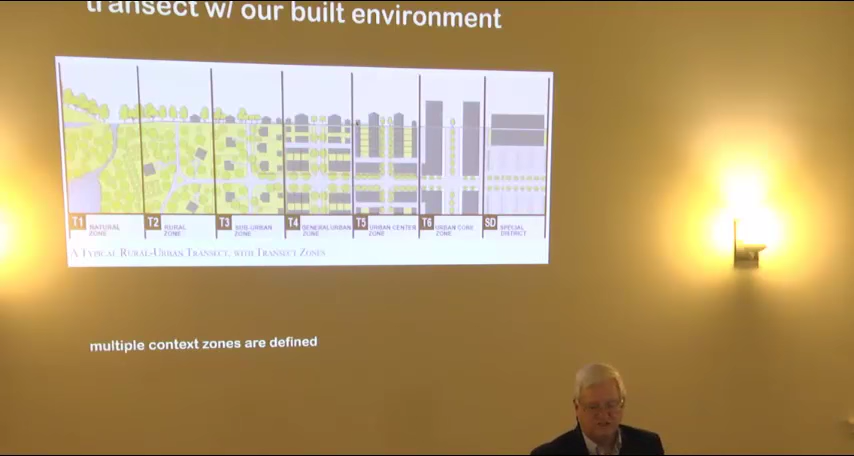 transect w/ our built environment
T1 NATURAL ZONE
T2 RURAL ZONE
T3 SUB-URBAN ZONE
T4 GENERAL URBAN ZONE
T5 URBAN CENTER ZONE
T6 URBAN CORE ZONE
SD SPECIAL DISTRICT
A TYPICAL RURAL-URBAN TRANSECT, WITH TRANSECT ZONES
multiple context zones are defined